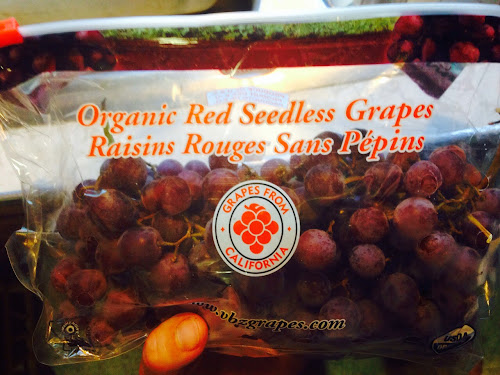 Organic Red Seedless Grapes
Raisins Rouges Sans Pépins
GRAPES FROM
CALIFORNIA
www.vbzgrapes.com